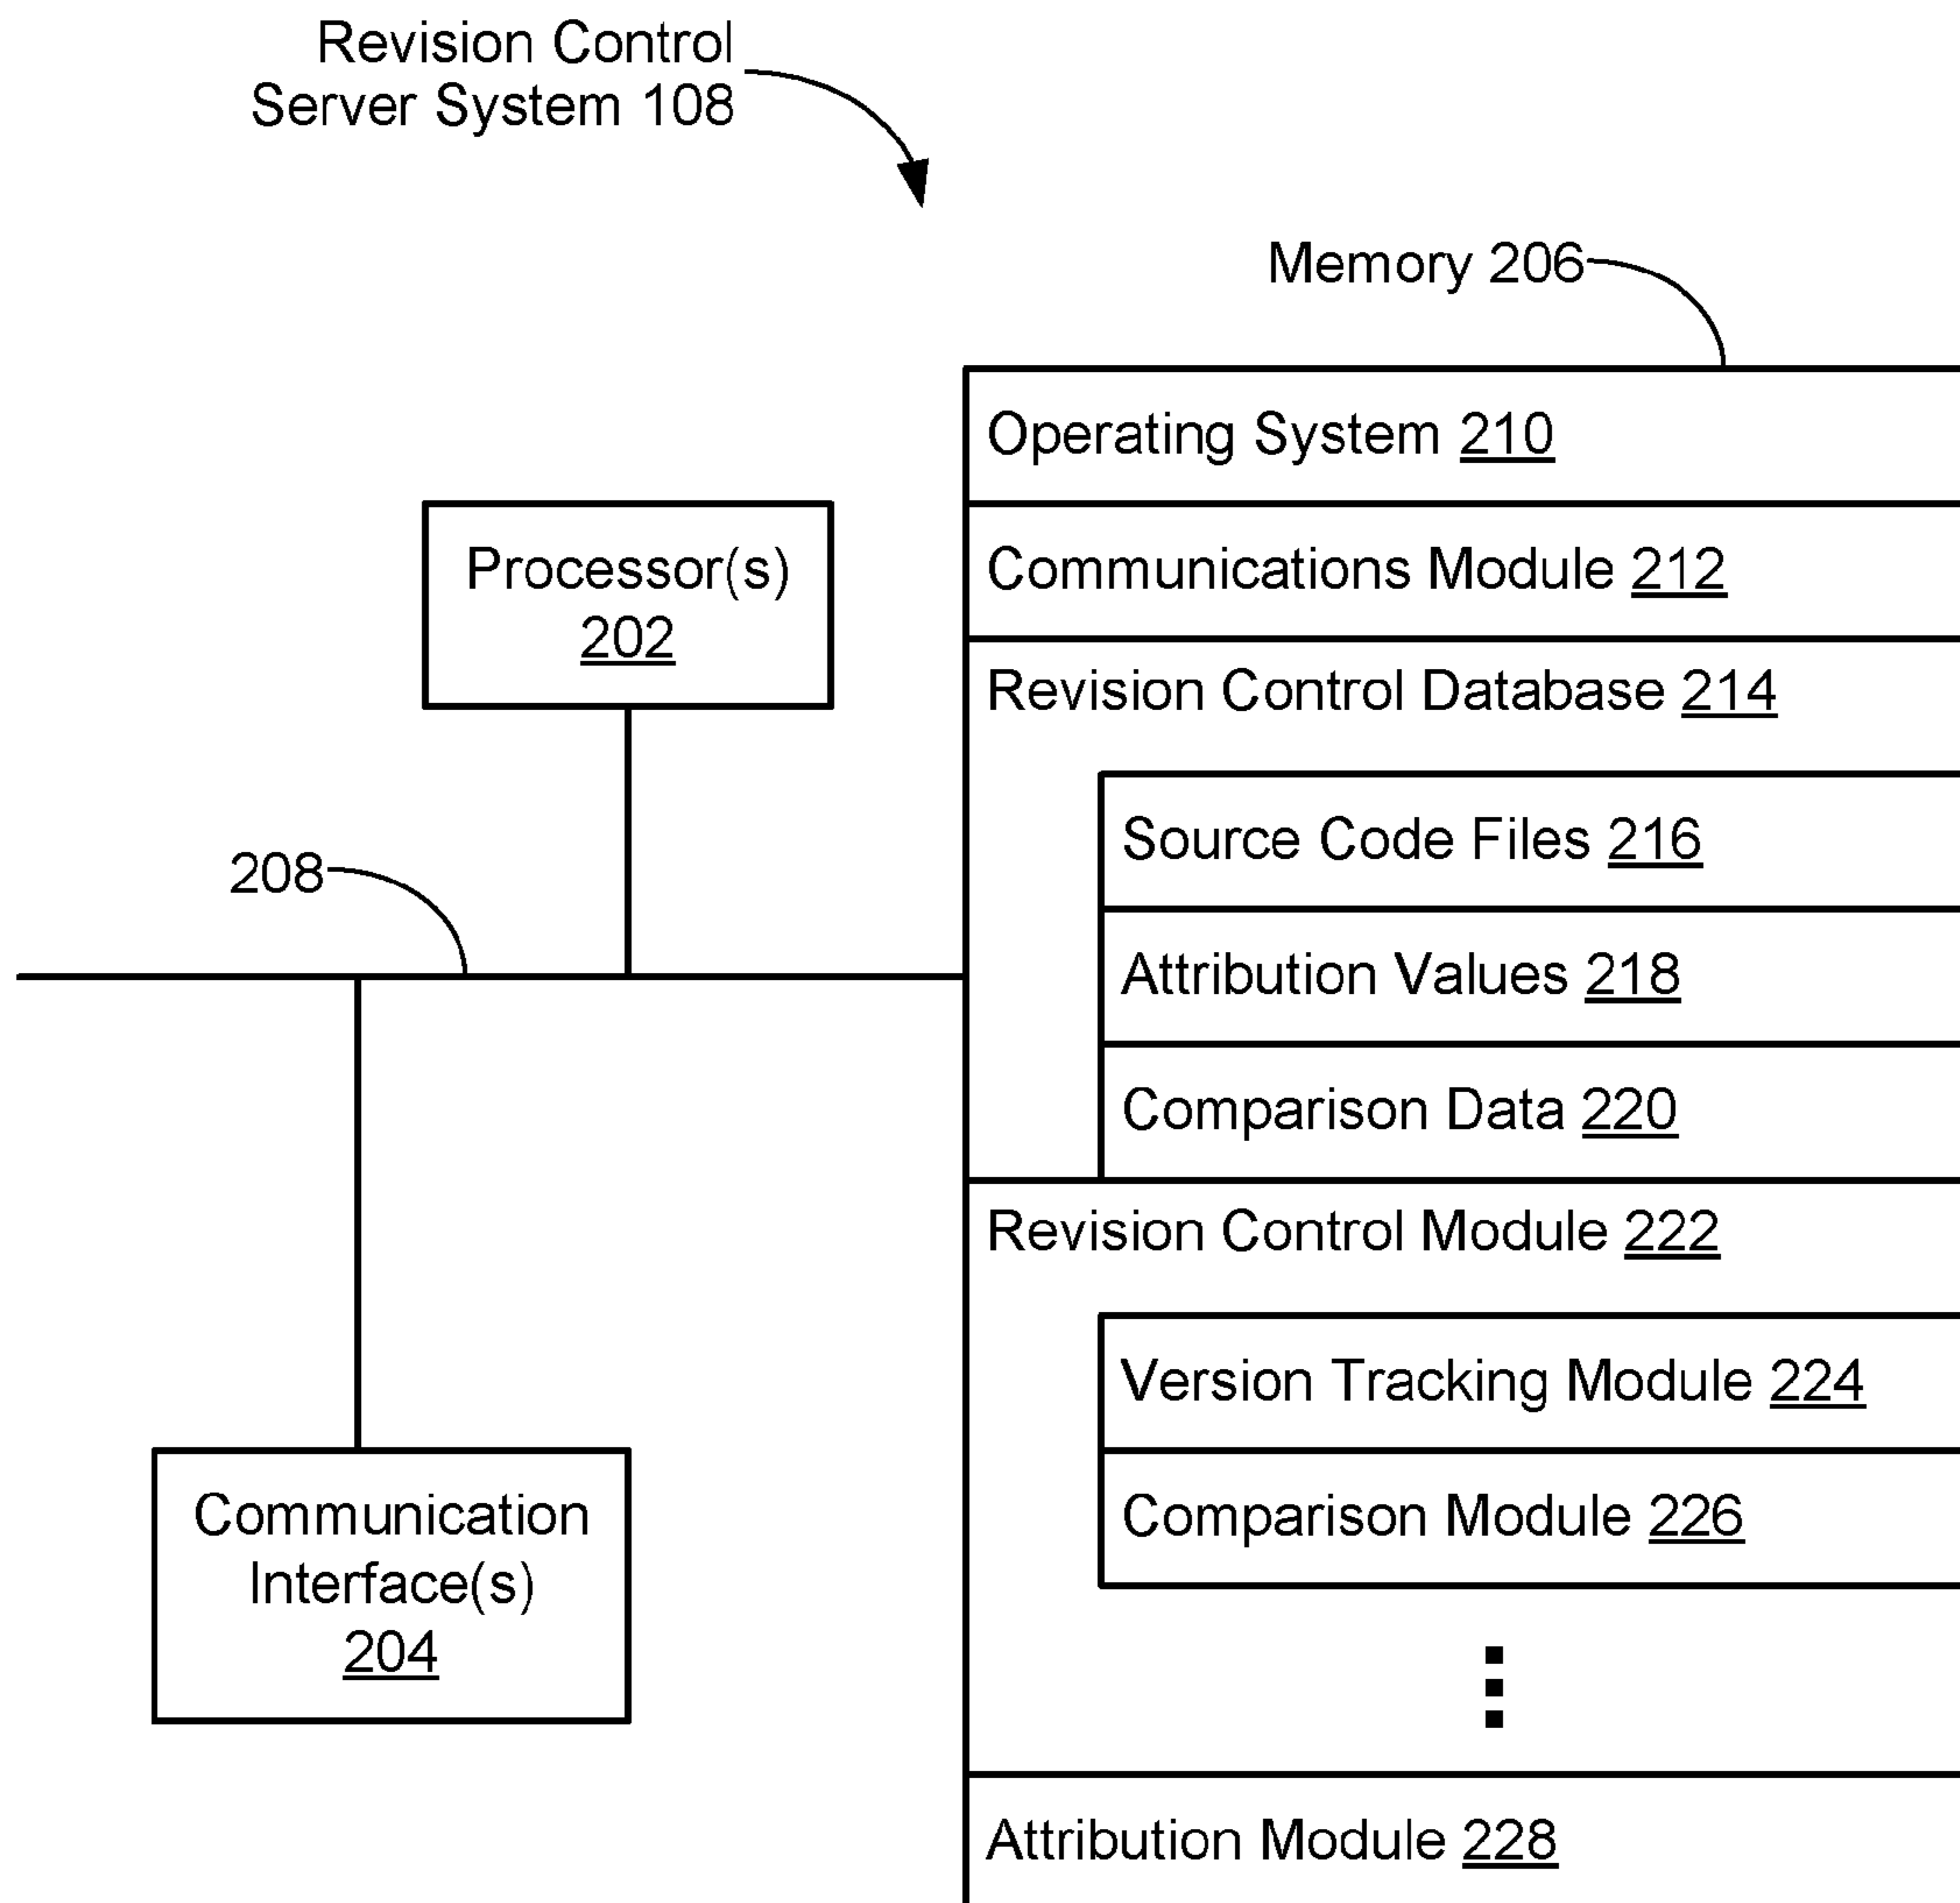 Revision Control
Server System 108
Memory 206
Operating System 210
Communications Module 212
Processor(s)
202
Revision Control Database 214
Source Code Files 216
208
Attribution Values 218
Comparison Data 220
Revision Control Module 222
Version Tracking Module 224
Comparison Module 226
Communication
Interface(s)
204
Attribution Module 228